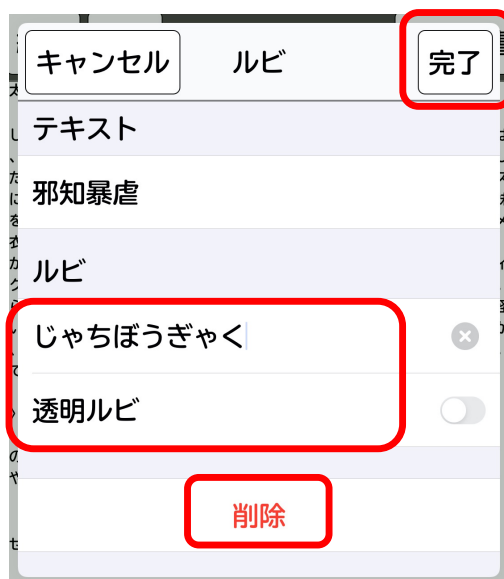 キャンセル ルビ 完了
テキスト
邪知暴虐
ルビ
じゃちぼうぎゃく
透明ルビ
削除